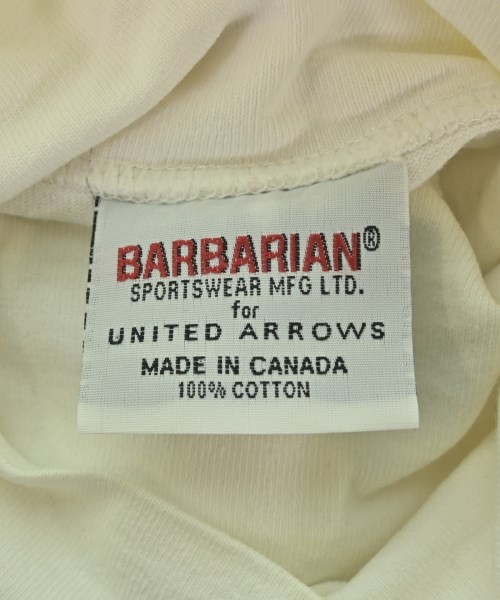 BARBARIAN®
SPORTSWEAR MFG LTD.
for
UNITED ARROWS
MADE IN CANADA
100% COTTON